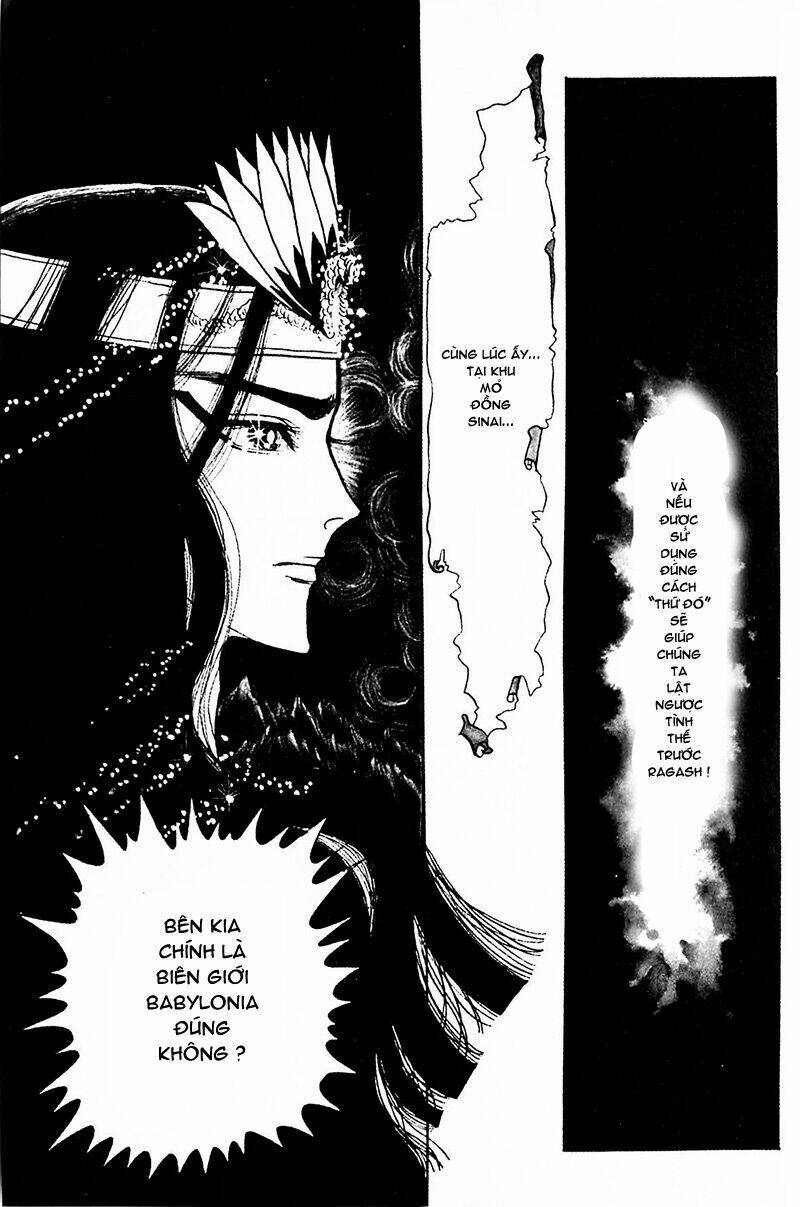 VÀ
NẾU
ĐƯỢC
SỬ
DỤNG
ĐÚNG
CÁCH
"THỨ ĐÓ"
SẼ
GIÚP
CHÚNG
TA
LẬT
NGƯỢC
TÌNH
THẾ
TRƯỚC
RAGASH !
CÙNG LÚC ẤY...
TẠI KHU
MỎ
ĐỒNG
SINAI...
BÊN KIA
CHÍNH LÀ
BIÊN GIỚI
BABYLONIA
ĐÚNG
KHÔNG ?